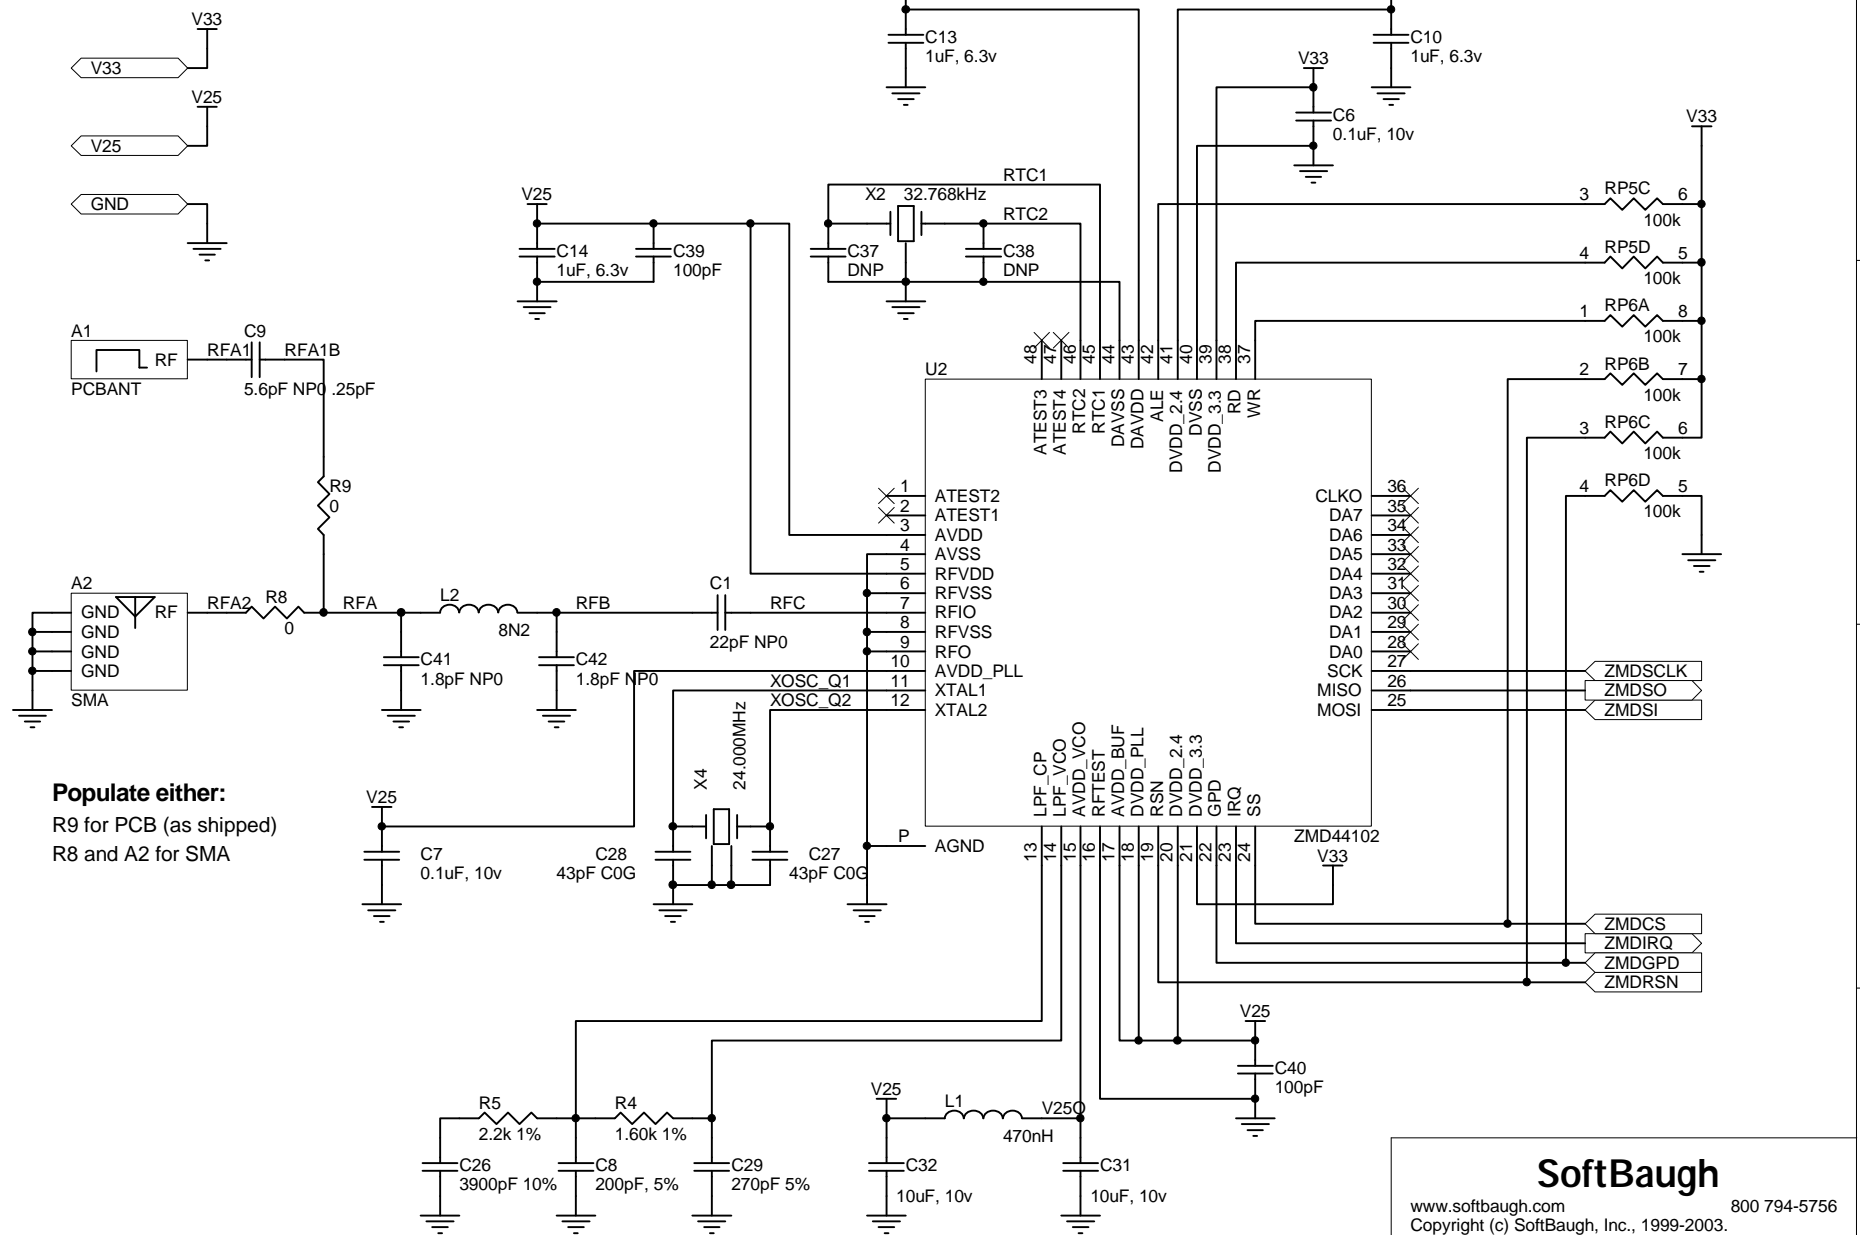 V33
V33
V25
V25
GND
C13
1uF, 6.3v
C10
1uF, 6.3v
V33
C6
0.1uF, 10v
V33
V25
C14
1uF, 6.3v
C39
100pF
RTC1
X2 32.768kHz
RTC2
C37
DNP
C38
DNP
3 RP5C 6
100k
4 RP5D 5
100k
1 RP6A 8
100k
2 RP6B 7
100k
3 RP6C 6
100k
4 RP6D 5
100k
A1
RF
PCBANT
RFA1
C9
RFA1B
5.6pF NP0 .25pF
R9
0
A2
GND RF
GND
GND
GND
SMA
RFA2
R8
0
RFA
L2
8N2
RFB
C1
22pF NP0
RFC
C41
1.8pF NP0
C42
1.8pF NP0
XOSC_Q1
XOSC_Q2
U2
48 47 46 45 44 43 42 41 40 39 38 37
ATEST3 ATEST4 RTC2 RTC1 DAVSS DAVDD ALE DVDD_2.4 DVSS DVDD_3.3 RD WR
1 ATEST2
2 ATEST1
3 AVDD
4 AVSS
5 RFVDD
6 RFVSS
7 RFIO
8 RFVSS
9 RFO
10 AVDD_PLL
11 XTAL1
12 XTAL2
P AGND
CLKO 36
DA7 35
DA6 34
DA5 33
DA4 32
DA3 31
DA2 30
DA1 29
DA0 28
SCK 27
MISO 26
MOSI 25
ZMDSCLK
ZMDSO
ZMDSI
LPF_CP LPF_VCO AVDD_VCO RFTEST AVDD_BUF DVDD_PLL RSN DVDD_2.4 DVDD_3.3 GPD IRQ SS
13 14 15 16 17 18 19 20 21 22 23 24
ZMD44102
V33
Populate either:
R9 for PCB (as shipped)
R8 and A2 for SMA
V25
C7
0.1uF, 10v
X4
24.000MHz
C28
43pF C0G
C27
43pF C0G
ZMDCS
ZMDIRQ
ZMDGPD
ZMDRSN
V25
C40
100pF
R5
2.2k 1%
R4
1.60k 1%
C26
3900pF 10%
C8
200pF, 5%
C29
270pF 5%
V25
L1
470nH
V25O
C32
10uF, 10v
C31
10uF, 10v
SoftBaugh
www.softbaugh.com 800 794-5756
Copyright (c) SoftBaugh, Inc., 1999-2003.